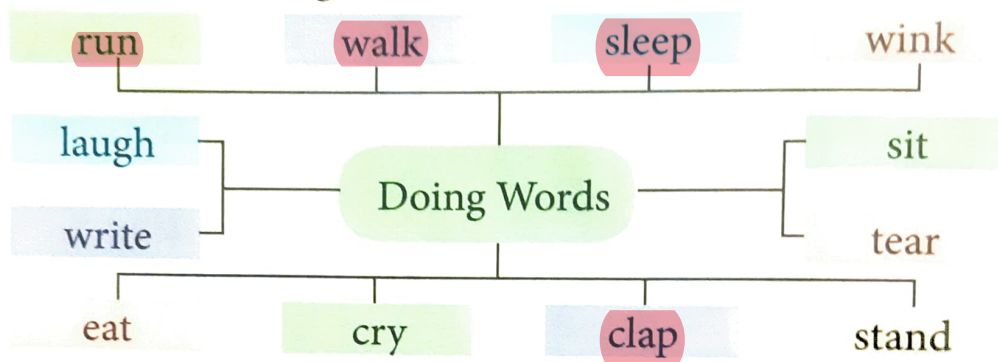 run walk sleep wink
laugh sit
Doing Words
write tear
eat cry clap stand